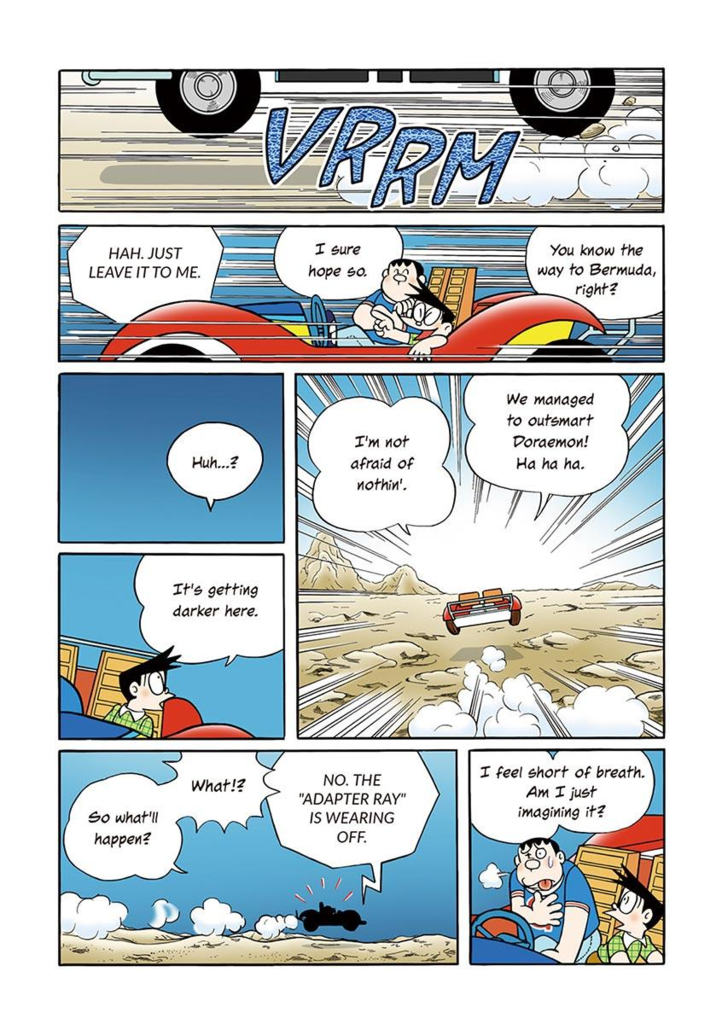 VRRM
You know the
way to Bermuda,
right?
I sure
hope so.
HAH. JUST
LEAVE IT TO ME.
We managed
to outsmart
Doraemon!
Ha ha ha.
I'm not
afraid of
nothin'.
Huh...?
It's getting
darker here.
I feel short of breath.
Am I just
imagining it?
NO. THE
"ADAPTER RAY"
IS WEARING
OFF.
What!?
So what'll
happen?